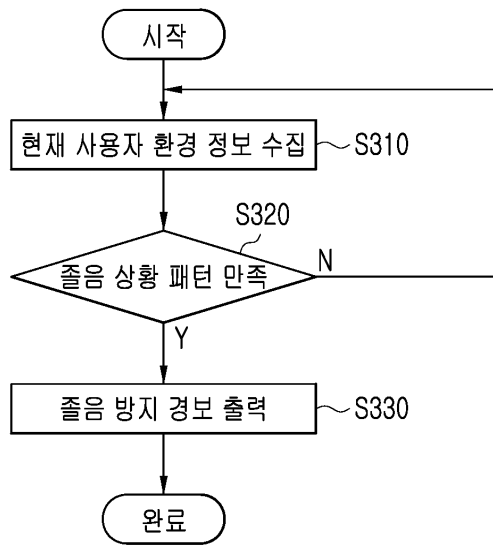 시작
현재 사용자 환경 정보 수집
S310
S320
졸음 상황 패턴 만족
N
Y
졸음 방지 경보 출력
S330
완료